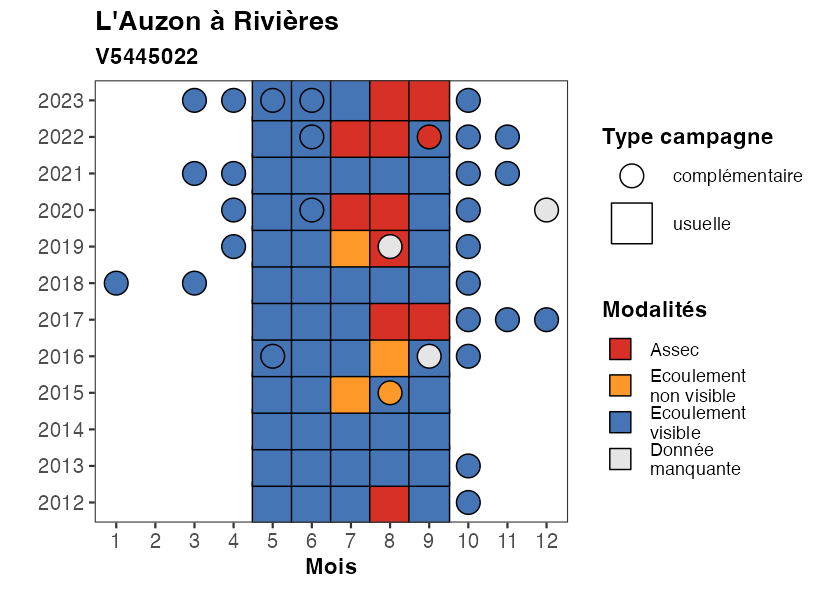 L'Auzon à Rivières
V5445022
2023
2022
2021
2020
2019
2018
2017
2016
2015
2014
2013
2012
1 2 3 4 5 6 7 8 9 10 11 12
Mois
Type campagne
complémentaire
usuelle
Modalités
Assec
Ecoulement
non visible
Ecoulement
visible
Donnée
manquante